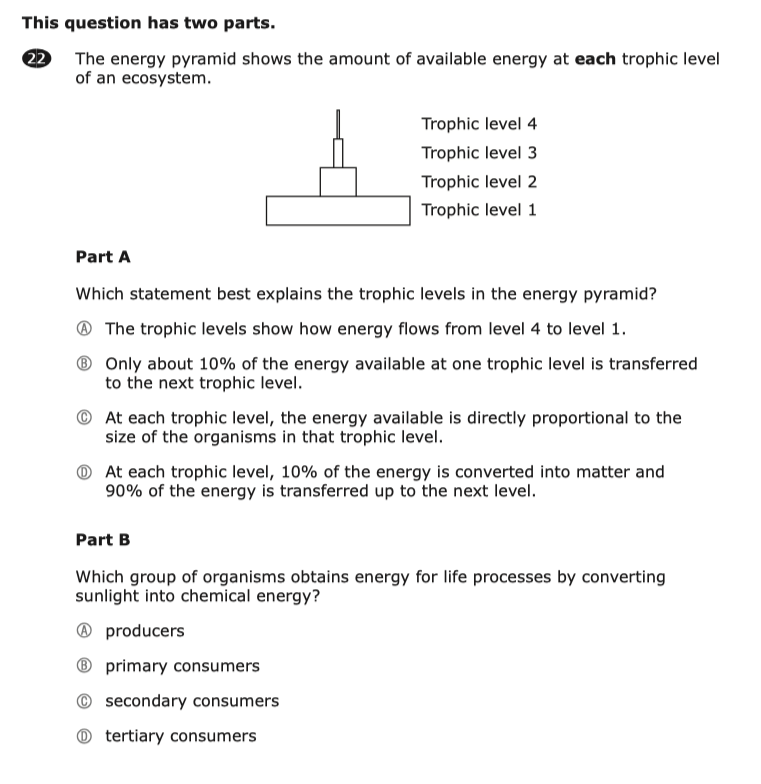 This question has two parts.
22 The energy pyramid shows the amount of available energy at each trophic level
of an ecosystem.
Trophic level 4
Trophic level 3
Trophic level 2
Trophic level 1
Part A
Which statement best explains the trophic levels in the energy pyramid?
Ⓐ The trophic levels show how energy flows from level 4 to level 1.
Ⓑ Only about 10% of the energy available at one trophic level is transferred
to the next trophic level.
Ⓒ At each trophic level, the energy available is directly proportional to the
size of the organisms in that trophic level.
Ⓓ At each trophic level, 10% of the energy is converted into matter and
90% of the energy is transferred up to the next level.
Part B
Which group of organisms obtains energy for life processes by converting
sunlight into chemical energy?
Ⓐ producers
Ⓑ primary consumers
Ⓒ secondary consumers
Ⓓ tertiary consumers